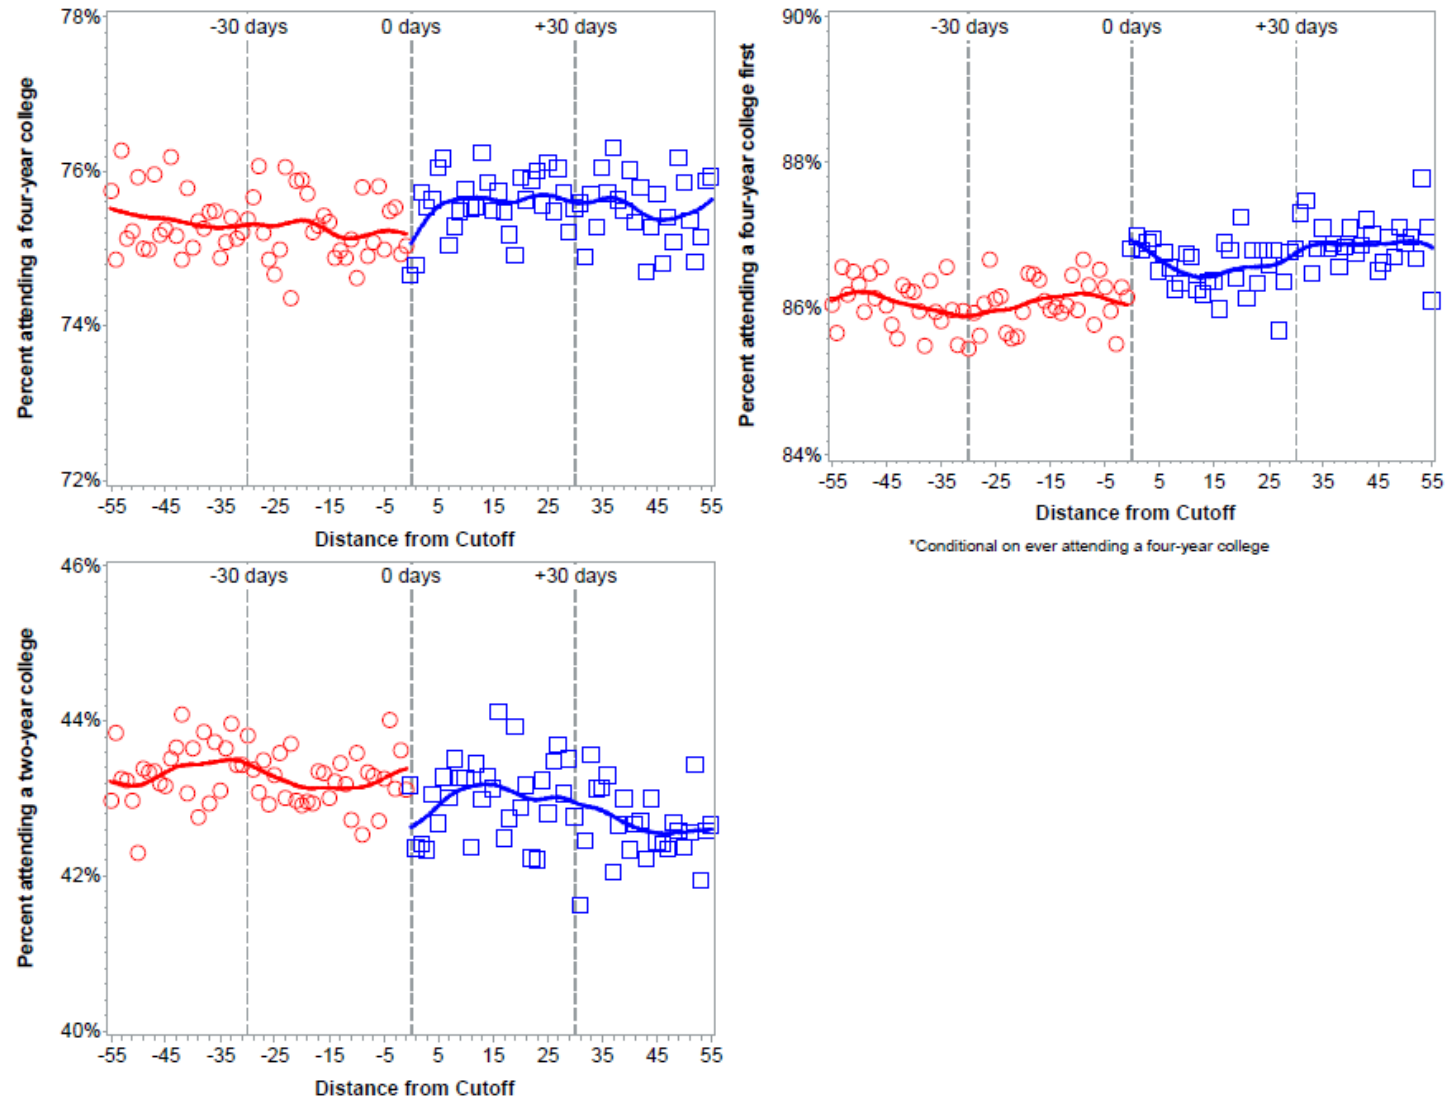 Percent attending a four-year college
78%
76%
74%
72%
-30 days 0 days +30 days
-55 -45 -35 -25 -15 -5 5 15 25 35 45 55
Distance from Cutoff
Percent attending a four-year college first
90%
88%
86%
84%
-30 days 0 days +30 days
-55 -45 -35 -25 -15 -5 5 15 25 35 45 55
Distance from Cutoff
*Conditional on ever attending a four-year college
Percent attending a two-year college
46%
44%
42%
40%
-30 days 0 days +30 days
-55 -45 -35 -25 -15 -5 5 15 25 35 45 55
Distance from Cutoff